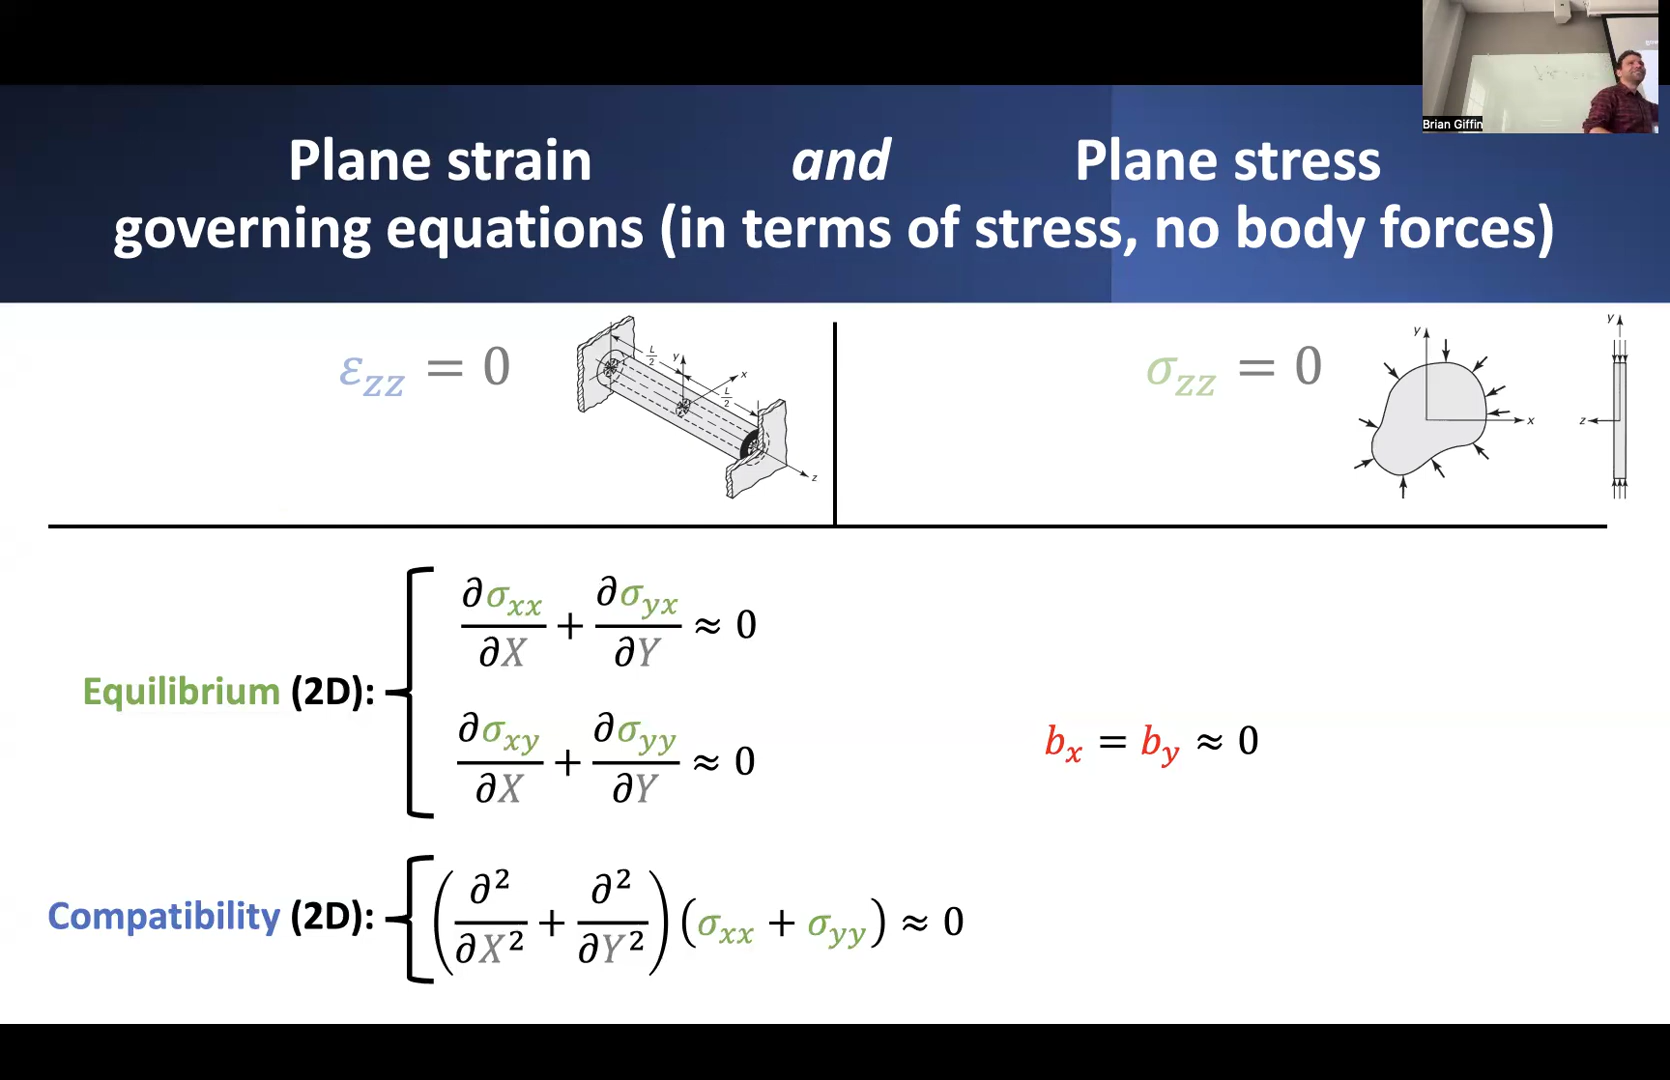 Brian Giffin
Plane strain and Plane stress
governing equations (in terms of stress, no body forces)
ε_zz = 0
L/2
y
x
L/2
z
σ_zz = 0
y
x
y
z
Equilibrium (2D):
∂σ_xx/∂X + ∂σ_yx/∂Y ≈ 0
∂σ_xy/∂X + ∂σ_yy/∂Y ≈ 0
b_x = b_y ≈ 0
Compatibility (2D):
(∂²/∂X² + ∂²/∂Y²)(σ_xx + σ_yy) ≈ 0